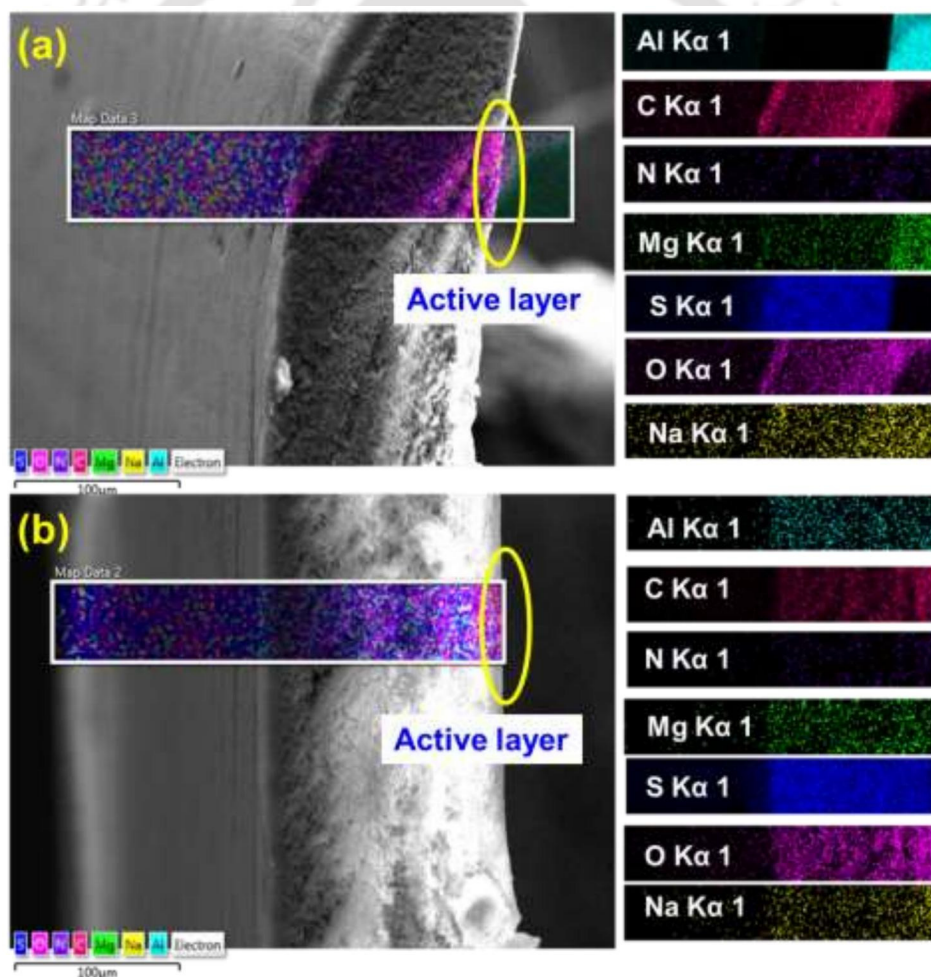 (a)
Map Data 3
Active layer
S O N C Mg Na Al Electron
100µm
Al Kα 1
C Kα 1
N Kα 1
Mg Kα 1
S Kα 1
O Kα 1
Na Kα 1
(b)
Map Data 2
Active layer
S O N C Mg Na Al Electron
100µm
Al Kα 1
C Kα 1
N Kα 1
Mg Kα 1
S Kα 1
O Kα 1
Na Kα 1